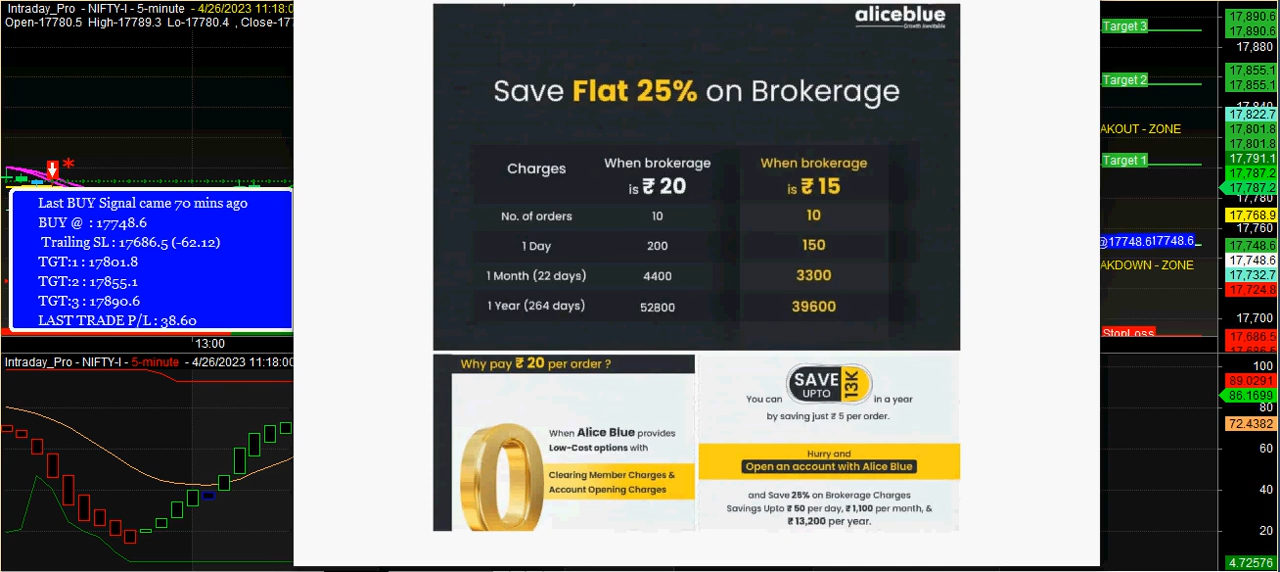 Intraday_Pro - NIFTY-I - 5-minute - 4/26/2023 11:18:0
Open-17780.5 High-17789.3 Lo-17780.4 , Close-177
Last BUY Signal came 70 mins ago
BUY @ : 17748.6
Trailing SL : 17686.5 (-62.12)
TGT:1 : 17801.8
TGT:2 : 17855.1
TGT:3 : 17890.6
LAST TRADE P/L : 38.60
13:00
Intraday_Pro - NIFTY-I - 5-minute - 4/26/2023 11:18:00
aliceblue
Save Flat 25% on Brokerage
Charges When brokerage is ₹ 20 When brokerage is ₹ 15
No. of orders 10 10
1 Day 200 150
1 Month (22 days) 4400 3300
1 Year (264 days) 52800 39600
Why pay ₹ 20 per order ?
When Alice Blue provides
Low-Cost options with
Clearing Member Charges &
Account Opening Charges
You can SAVE UPTO 13K in a year
by saving just ₹ 5 per order.
Hurry and
Open an account with Alice Blue
and Save 25% on Brokerage Charges
Savings Upto ₹ 50 per day, ₹ 1,100 per month, &
₹ 13,200 per year.
Target 3
Target 2
AKOUT - ZONE
Target 1
@17748.6 17748.6
AKDOWN - ZONE
StopLoss
17,890.6
17,890.6
17,880
17,855.1
17,855.1
17,822.7
17,801.8
17,801.8
17,791.1
17,787.2
17,787.2
17,780
17,768.9
17,760
17,748.6
17,748.6
17,732.7
17,724.8
17,700
17,686.5
100
89.0291
86.1699
80
72.4382
60
40
20
4.72576